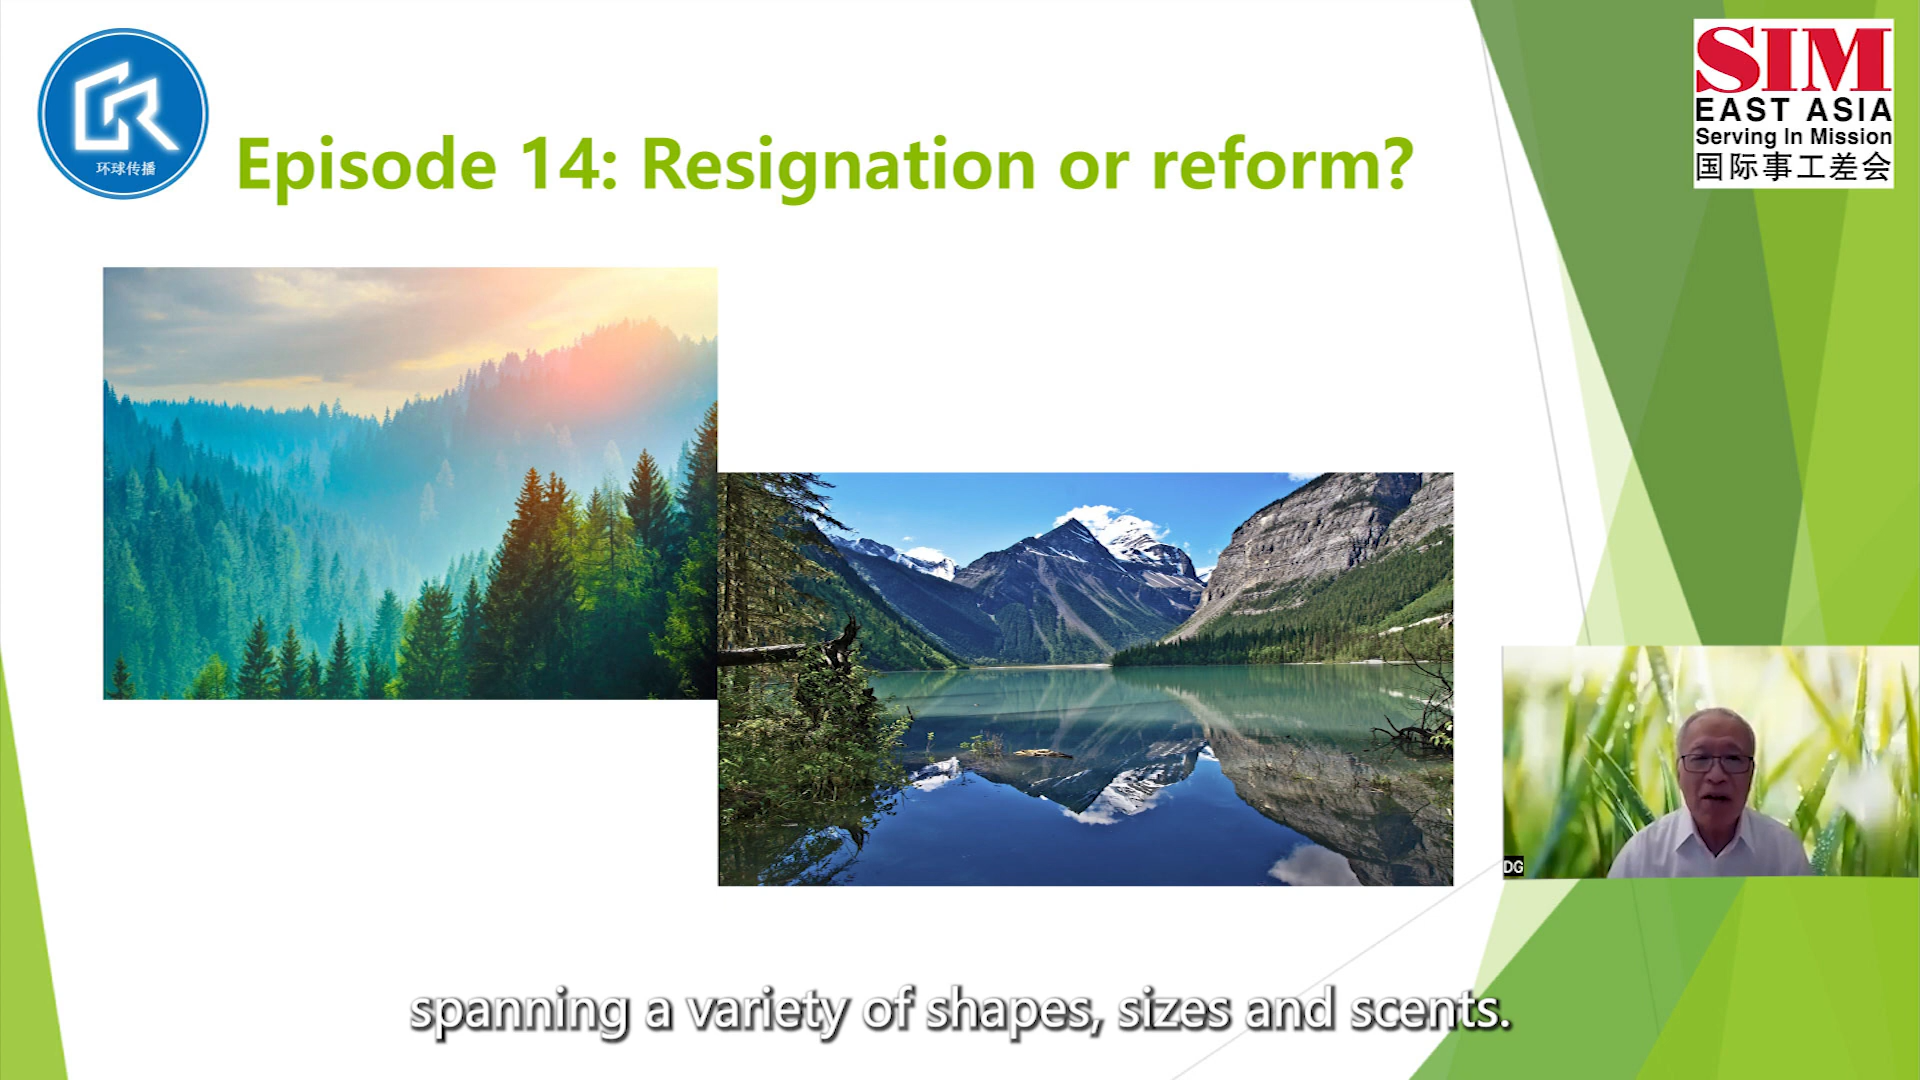 环球传播
Episode 14: Resignation or reform?
SIM
EAST ASIA
Serving In Mission
国际事工差会
DG
spanning a variety of shapes, sizes and scents.